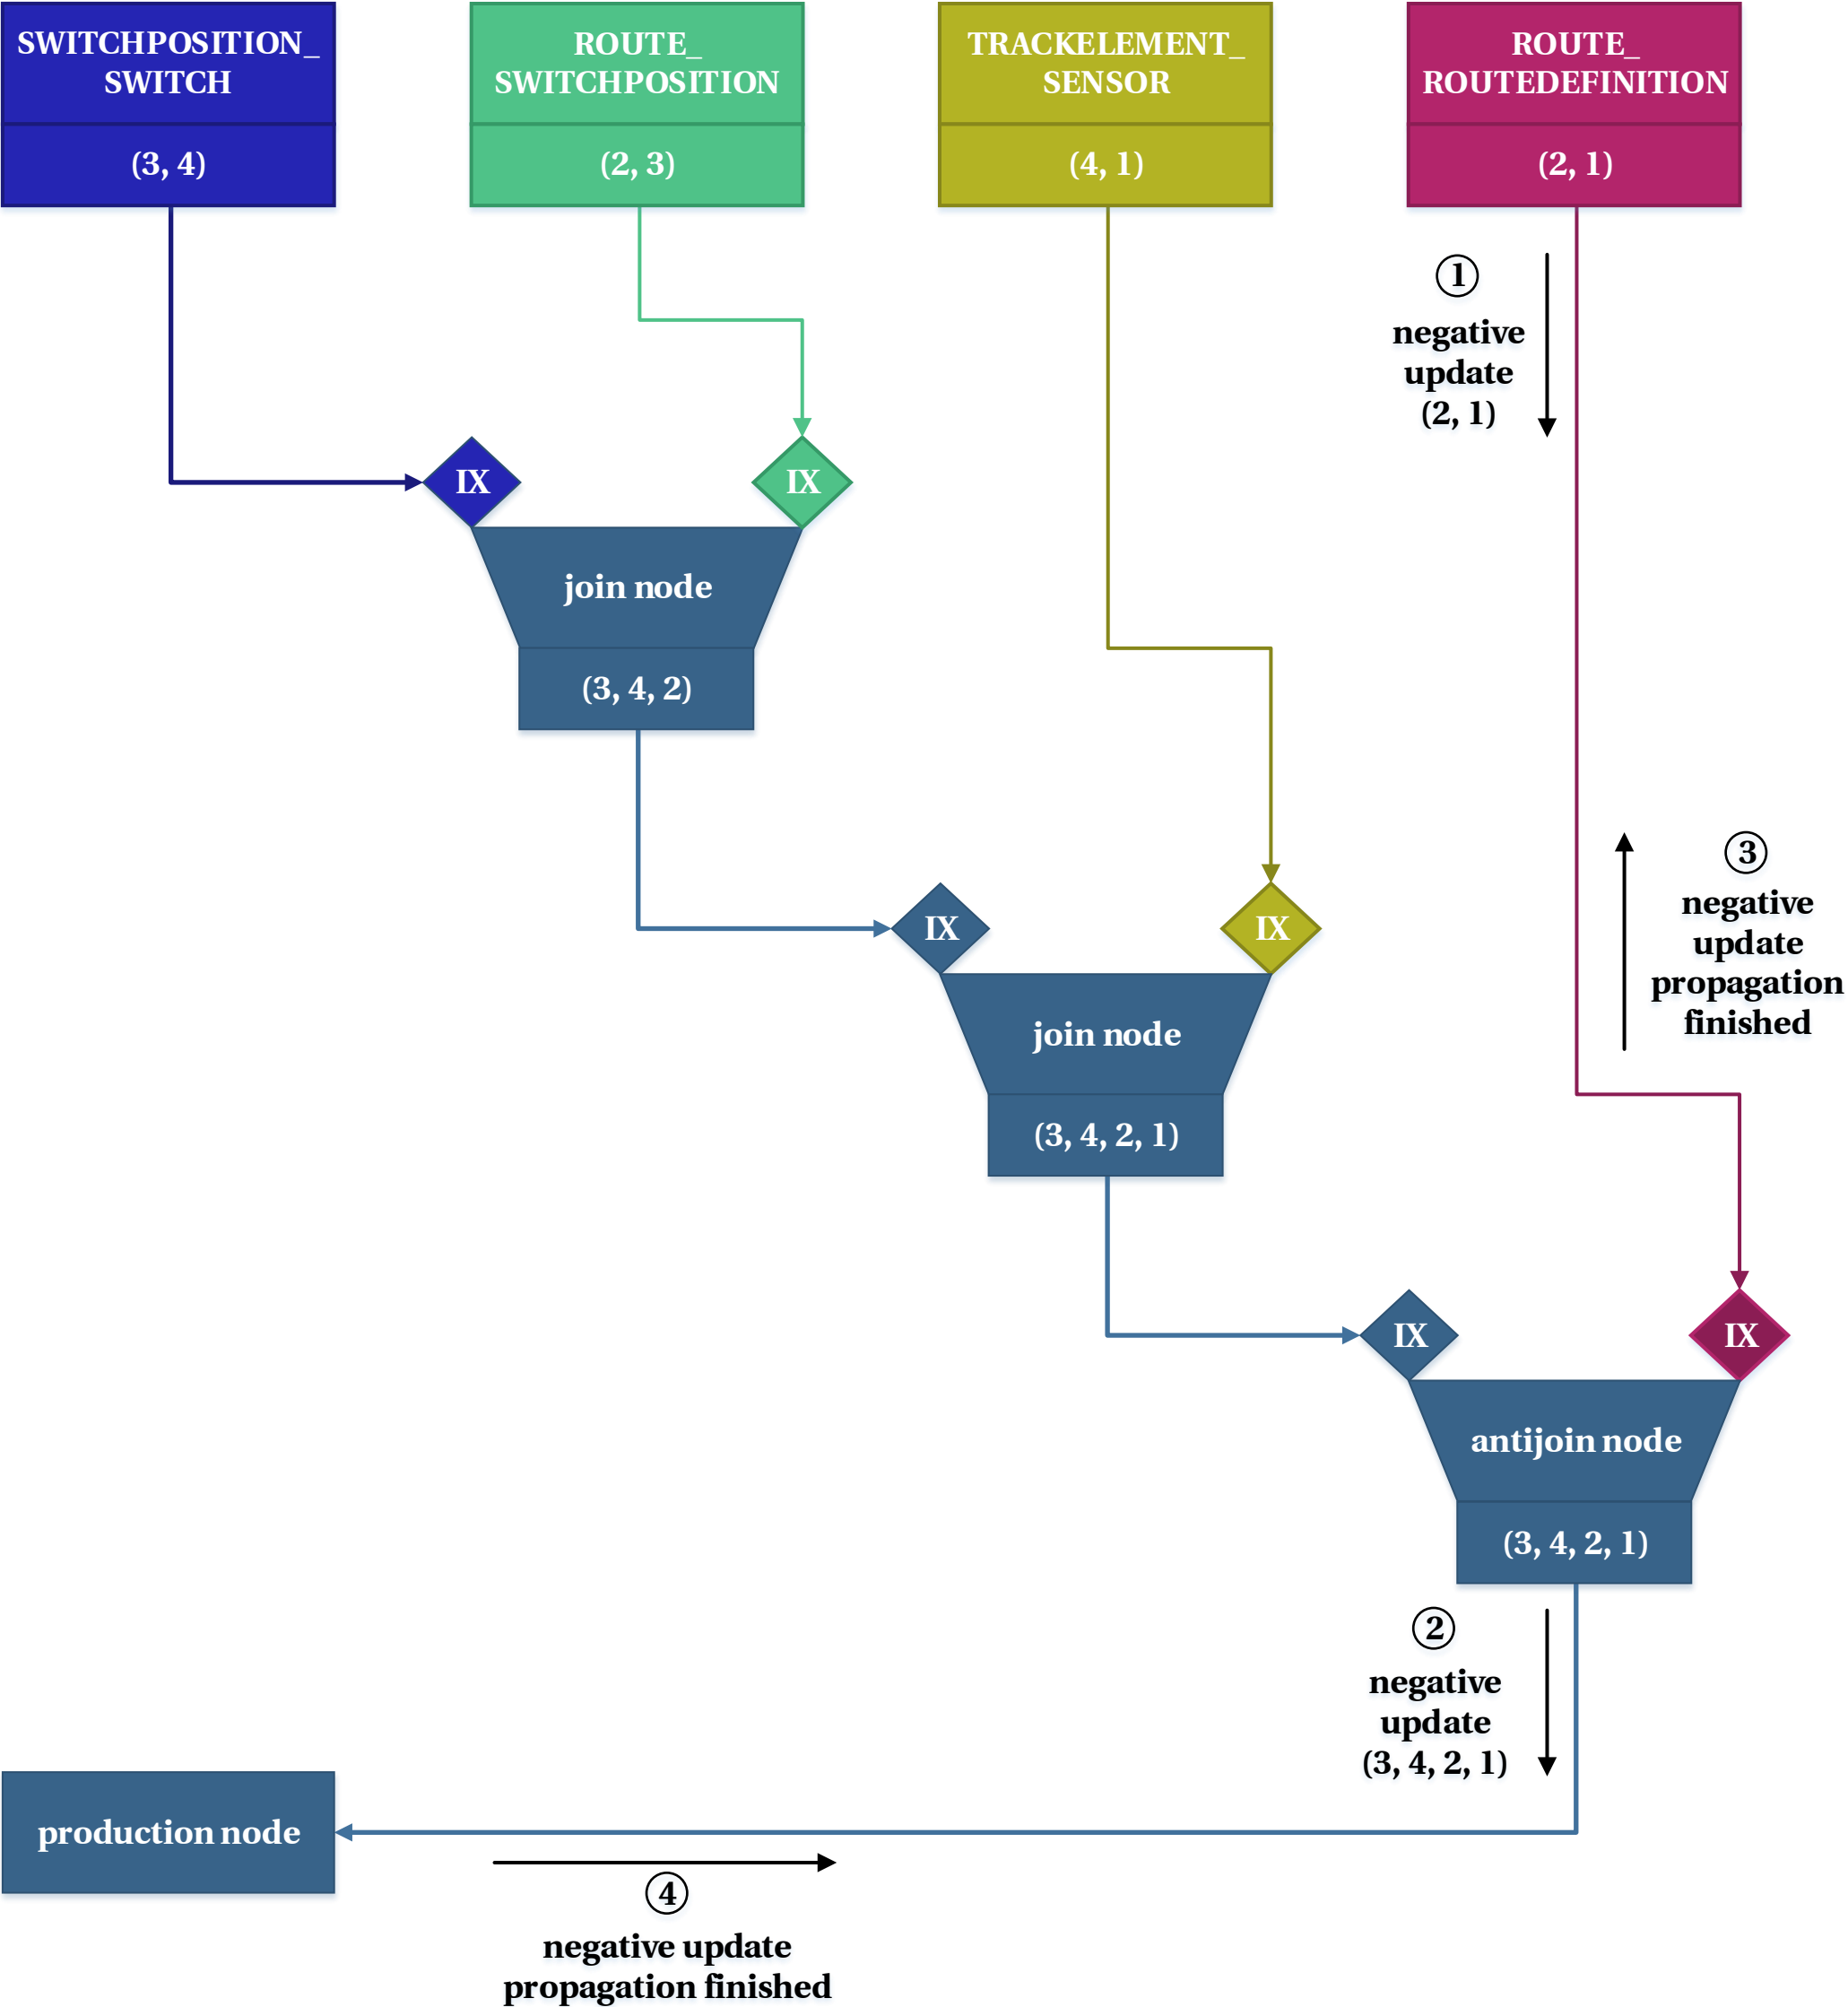 SWITCHPOSITION_
SWITCH
(3, 4)
ROUTE_
SWITCHPOSITION
(2, 3)
TRACKELEMENT_
SENSOR
(4, 1)
ROUTE_
ROUTEDEFINITION
(2, 1)
1
negative
update
(2, 1)
IX
IX
join node
(3, 4, 2)
3
negative
update
propagation
finished
IX
IX
join node
(3, 4, 2, 1)
IX
IX
antijoin node
(3, 4, 2, 1)
2
negative
update
(3, 4, 2, 1)
production node
4
negative update
propagation finished